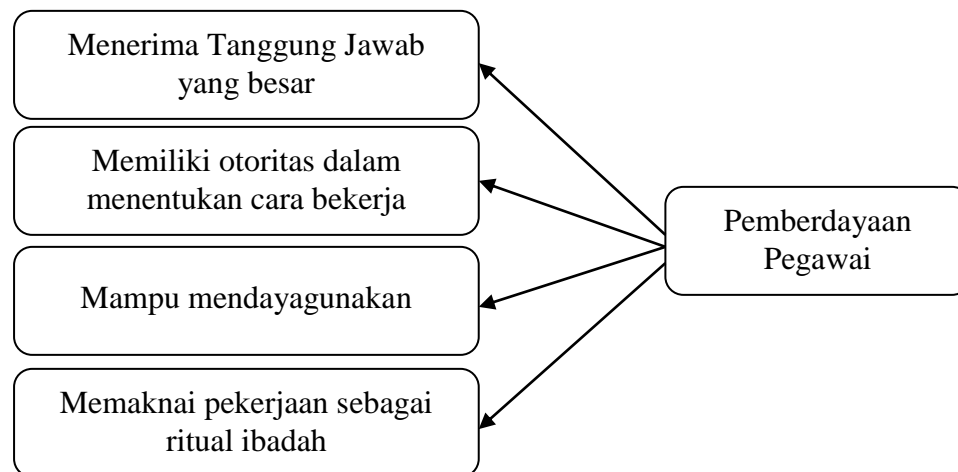 Menerima Tanggung Jawab
yang besar
Memiliki otoritas dalam
menentukan cara bekerja
Mampu mendayagunakan
Memaknai pekerjaan sebagai
ritual ibadah
Pemberdayaan
Pegawai